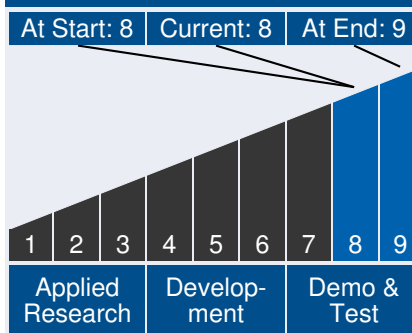 At Start: 8 Current: 8 At End: 9
1 2 3 4 5 6 7 8 9
Applied Develop- Demo &
Research ment Test